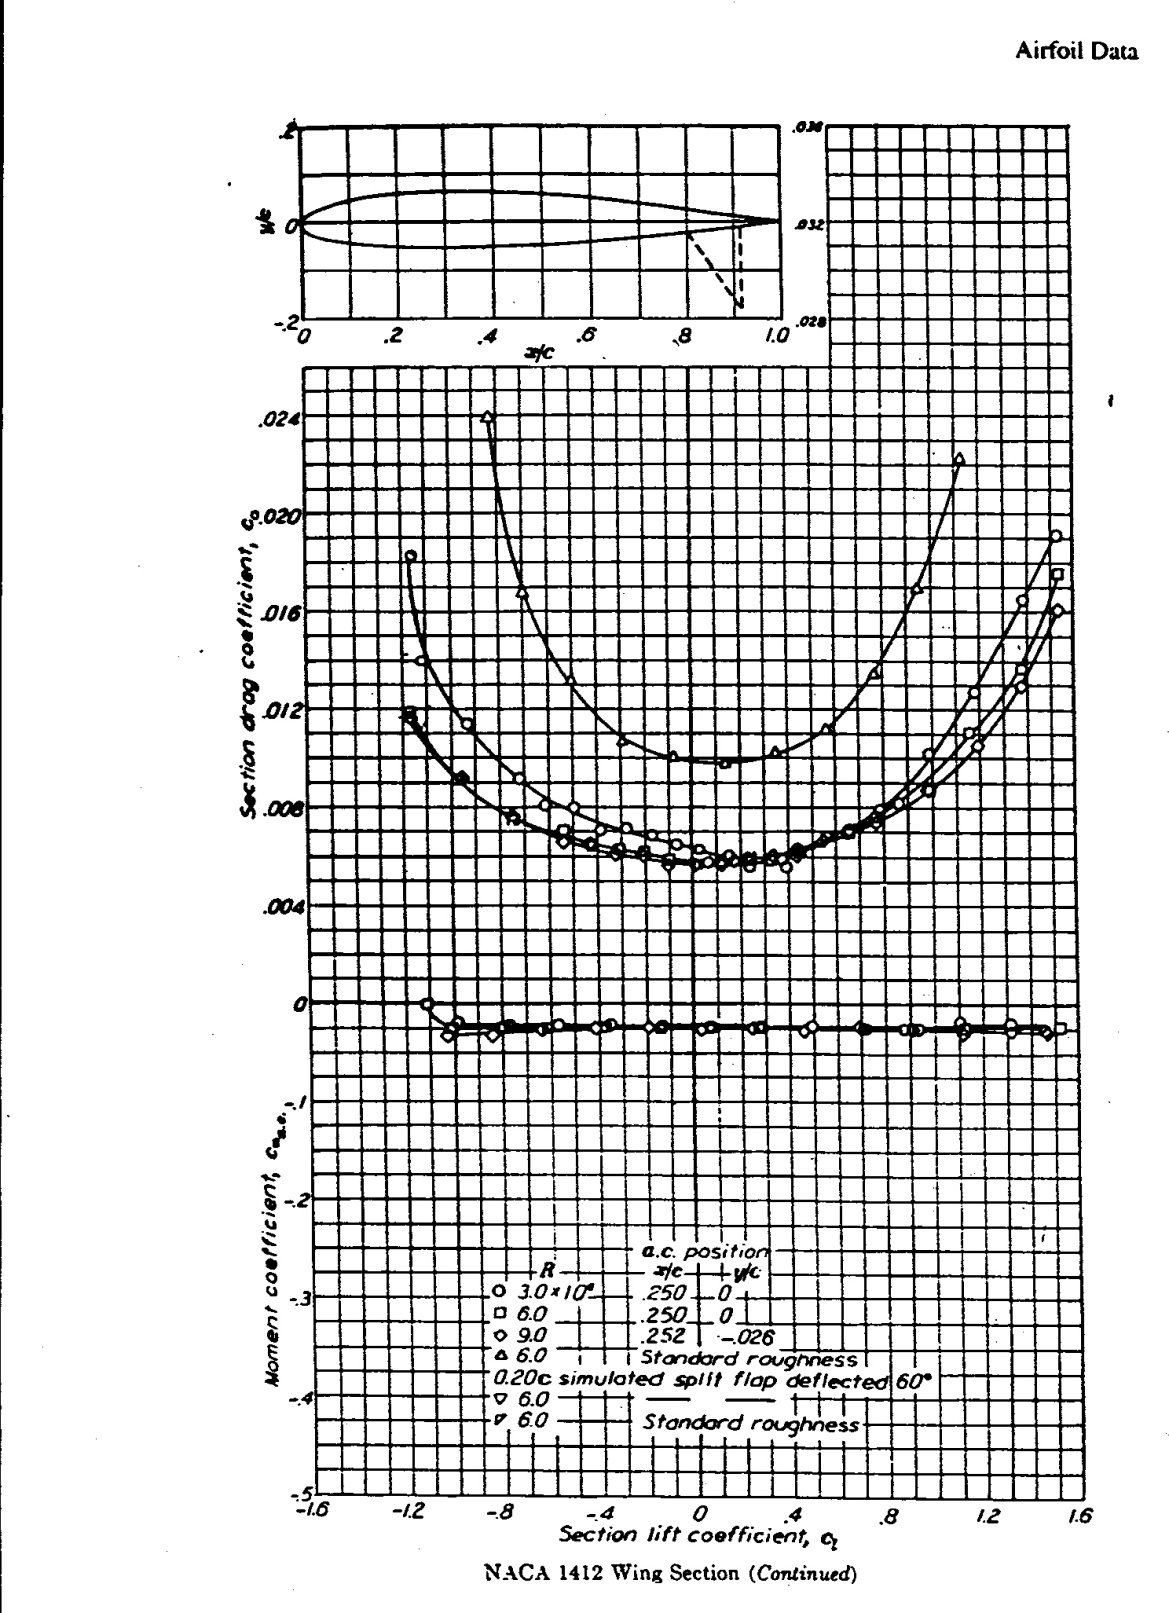 Airfoil Data
.2
.036
y/c
0
.032
-.2
0
.2
.4
.6
.8
1.0
.028
x/c
.024
.020
.016
.012
.008
.004
Section drag coefficient, c
0
-.1
-.2
-.3
-.4
-.5
Moment coefficient, c
a.c. position
R x/c y/c
3.0×10⁶ .250 0
6.0 .250 0
9.0 .252 -.026
6.0 Standard roughness
0.20c simulated split flap deflected 60°
6.0
6.0 Standard roughness
-1.6 -1.2 -.8 -.4 0 .4 .8 1.2 1.6
Section lift coefficient, cₗ
NACA 1412 Wing Section (Continued)